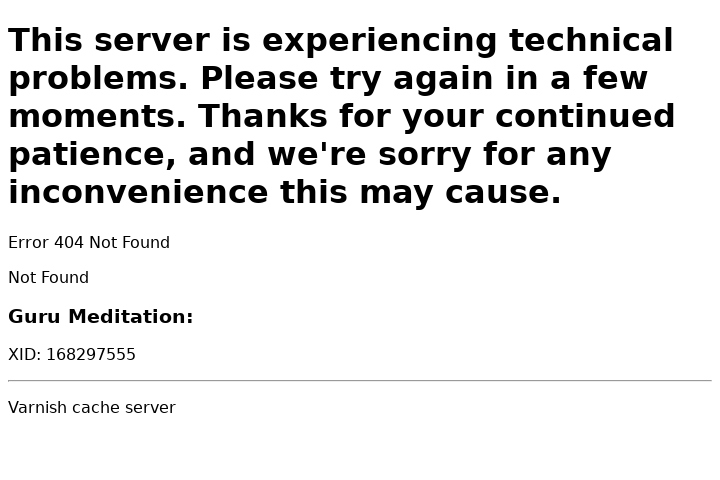 This server is experiencing technical
problems. Please try again in a few
moments. Thanks for your continued
patience, and we're sorry for any
inconvenience this may cause.
Error 404 Not Found
Not Found
Guru Meditation:
XID: 168297555
Varnish cache server